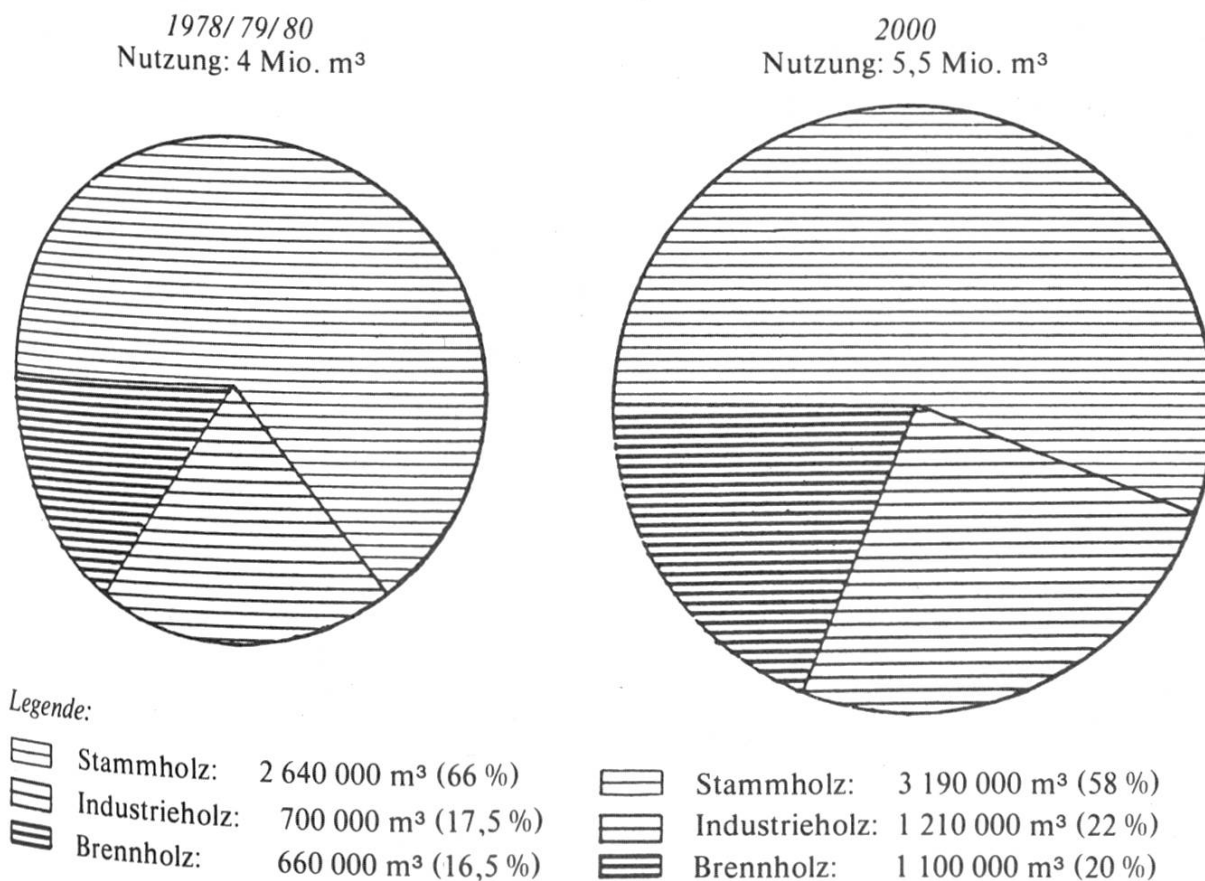 1978/79/80
Nutzung: 4 Mio. m³
2000
Nutzung: 5,5 Mio. m³
Legende:
Stammholz: 2 640 000 m³ (66 %)
Industrieholz: 700 000 m³ (17,5 %)
Brennholz: 660 000 m³ (16,5 %)
Stammholz: 3 190 000 m³ (58 %)
Industrieholz: 1 210 000 m³ (22 %)
Brennholz: 1 100 000 m³ (20 %)